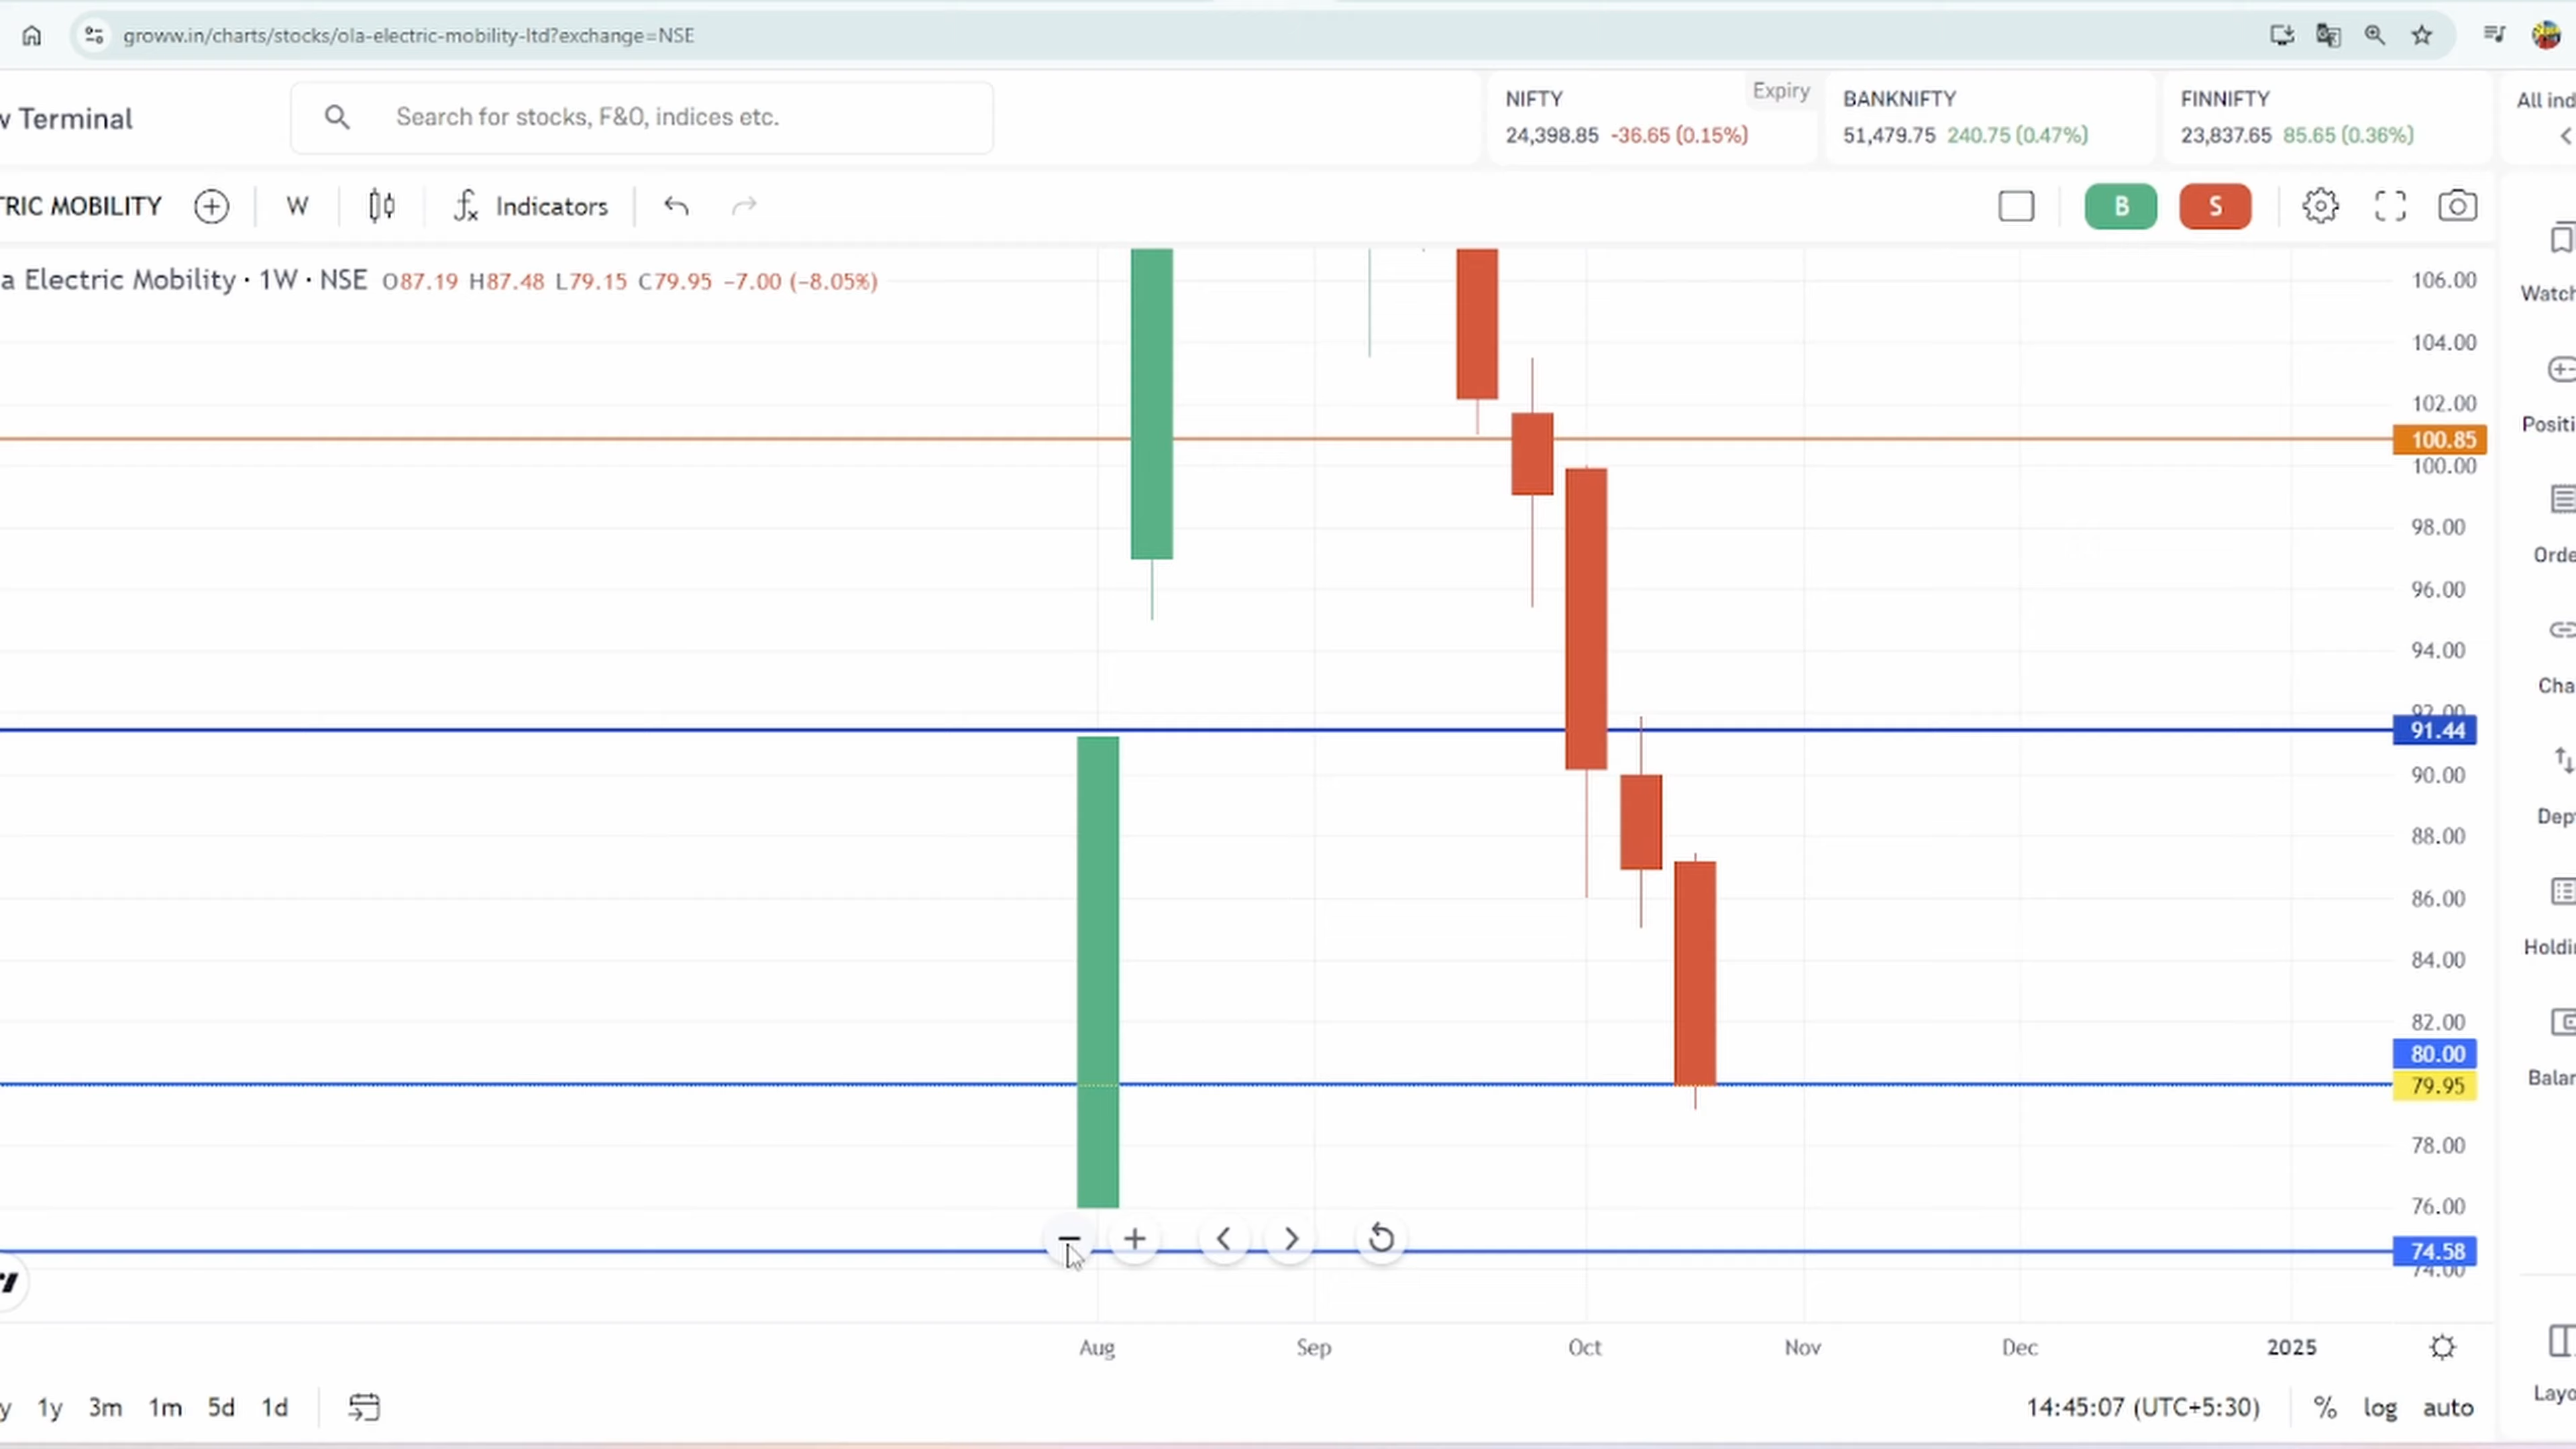 groww.in/charts/stocks/ola-electric-mobility-ltd?exchange=NSE
Terminal
Search for stocks, F&O, indices etc.
NIFTY
Expiry
24,398.85 -36.65 (0.15%)
BANKNIFTY
51,479.75 240.75 (0.47%)
FINNIFTY
23,837.65 85.65 (0.36%)
All ind
TRIC MOBILITY
W
Indicators
B
S
a Electric Mobility · 1W · NSE O87.19 H87.48 L79.15 C79.95 −7.00 (−8.05%)
106.00
104.00
102.00
100.85
100.00
98.00
96.00
94.00
92.00
91.44
90.00
88.00
86.00
84.00
82.00
80.00
79.95
78.00
76.00
74.58
74.00
Watch
Positi
Orde
Cha
Dep
Holdi
Balar
Layo
Aug
Sep
Oct
Nov
Dec
2025
y
1y
3m
1m
5d
1d
14:45:07 (UTC+5:30)
%
log
auto